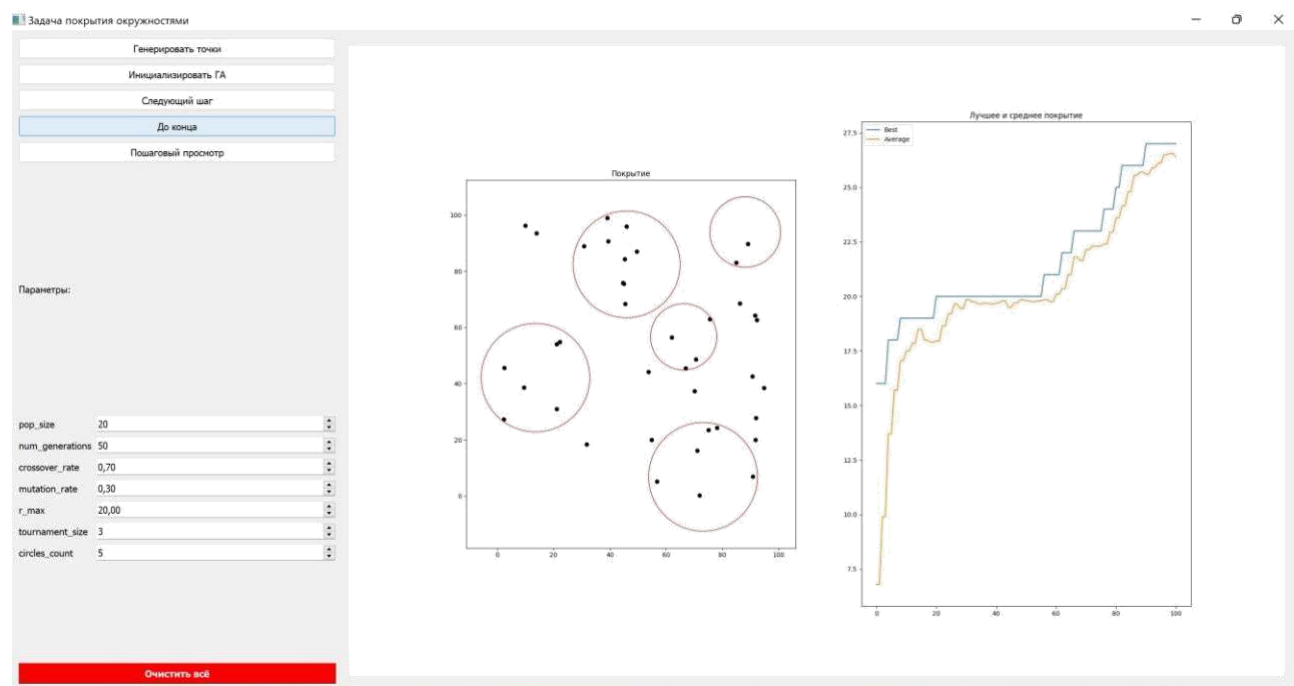 Задача покрытия окружностями
Генерировать точки
Инициализировать ГА
Следующий шаг
До конца
Пошаговый просмотр
Параметры:
pop_size 20
num_generations 50
crossover_rate 0,70
mutation_rate 0,30
r_max 20,00
tournament_size 3
circles_count 5
Очистить всё
Покрытие
100
80
60
40
20
0
0 20 40 60 80 100
Лучшее и среднее покрытие
Best
Average
27.5
25.0
22.5
20.0
17.5
15.0
12.5
10.0
7.5
0 20 40 60 80 100